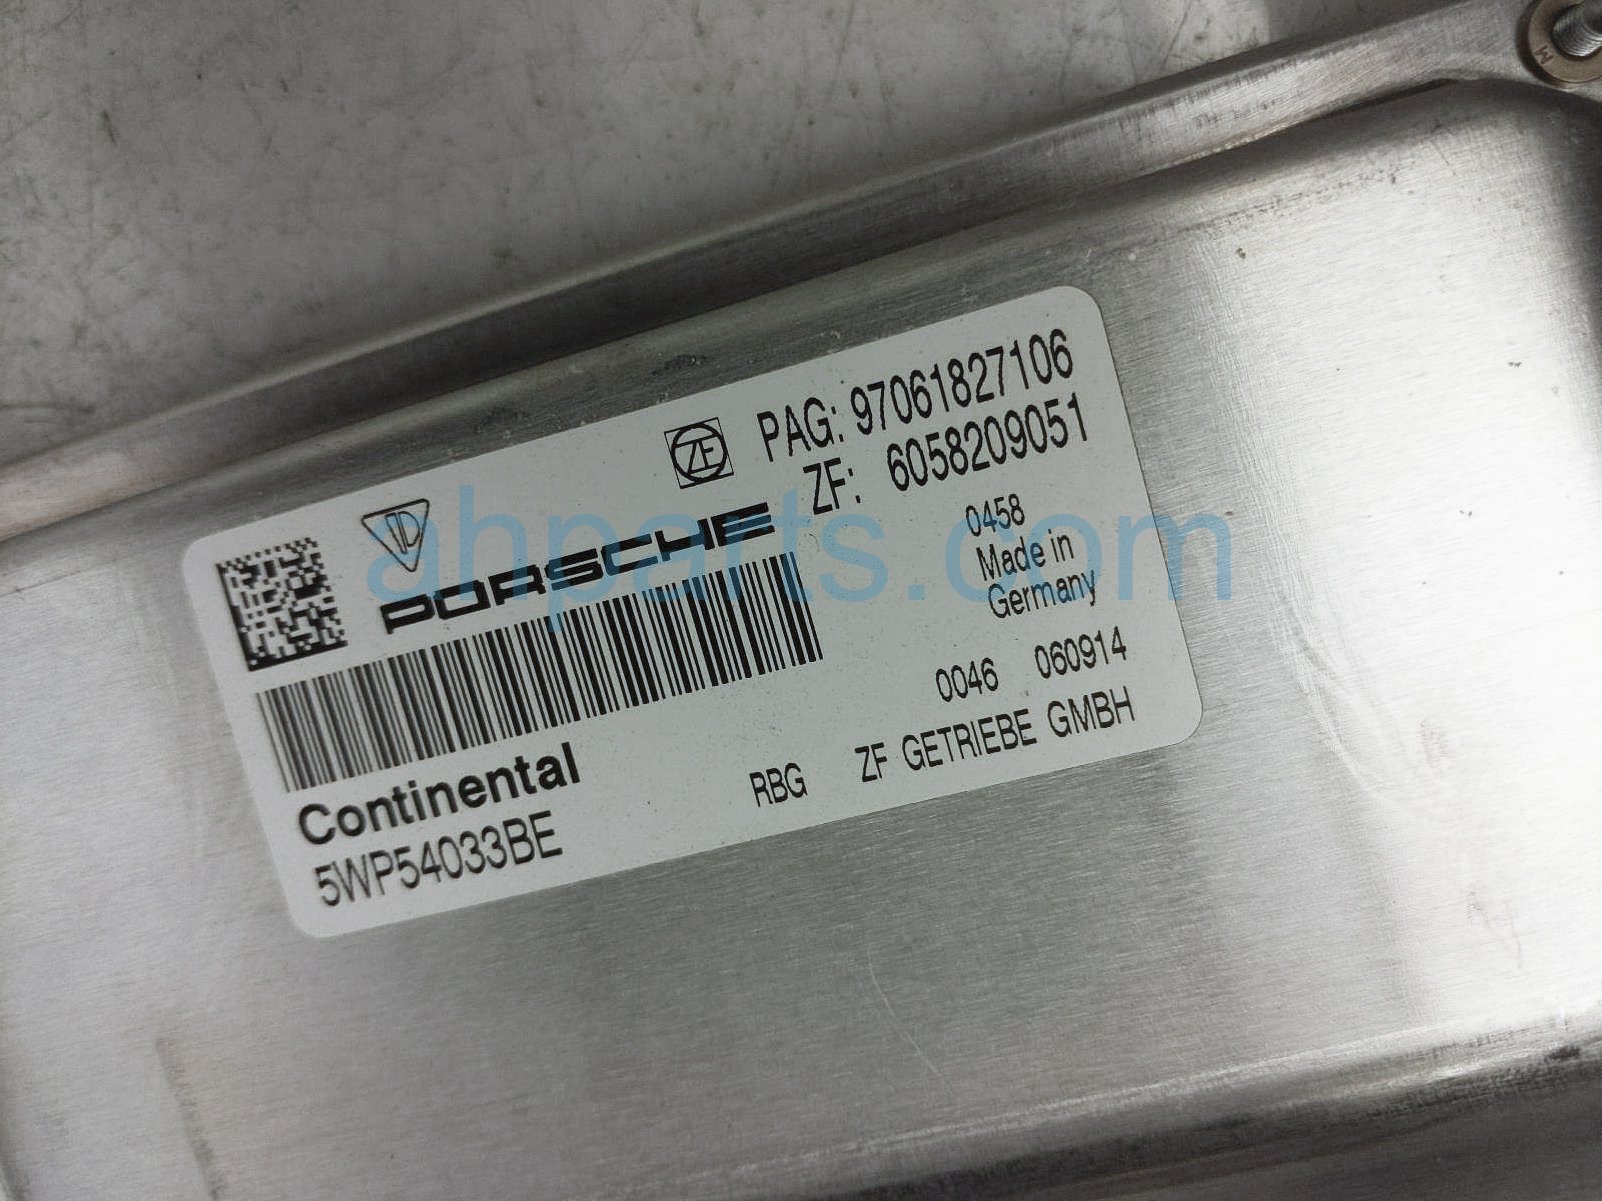 PAG: 97061827106
ZF: 6058209051
ZF
PORSCHE
0458
Made in
Germany
0046 060914
RBG ZF GETRIEBE GMBH
Continental
5WP54033BE
ahparts.com
M